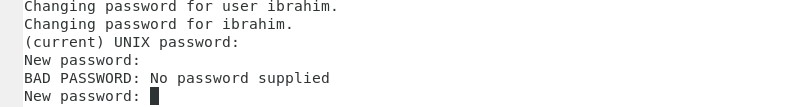 Changing password for user ibrahim.
Changing password for ibrahim.
(current) UNIX password:
New password:
BAD PASSWORD: No password supplied
New password: